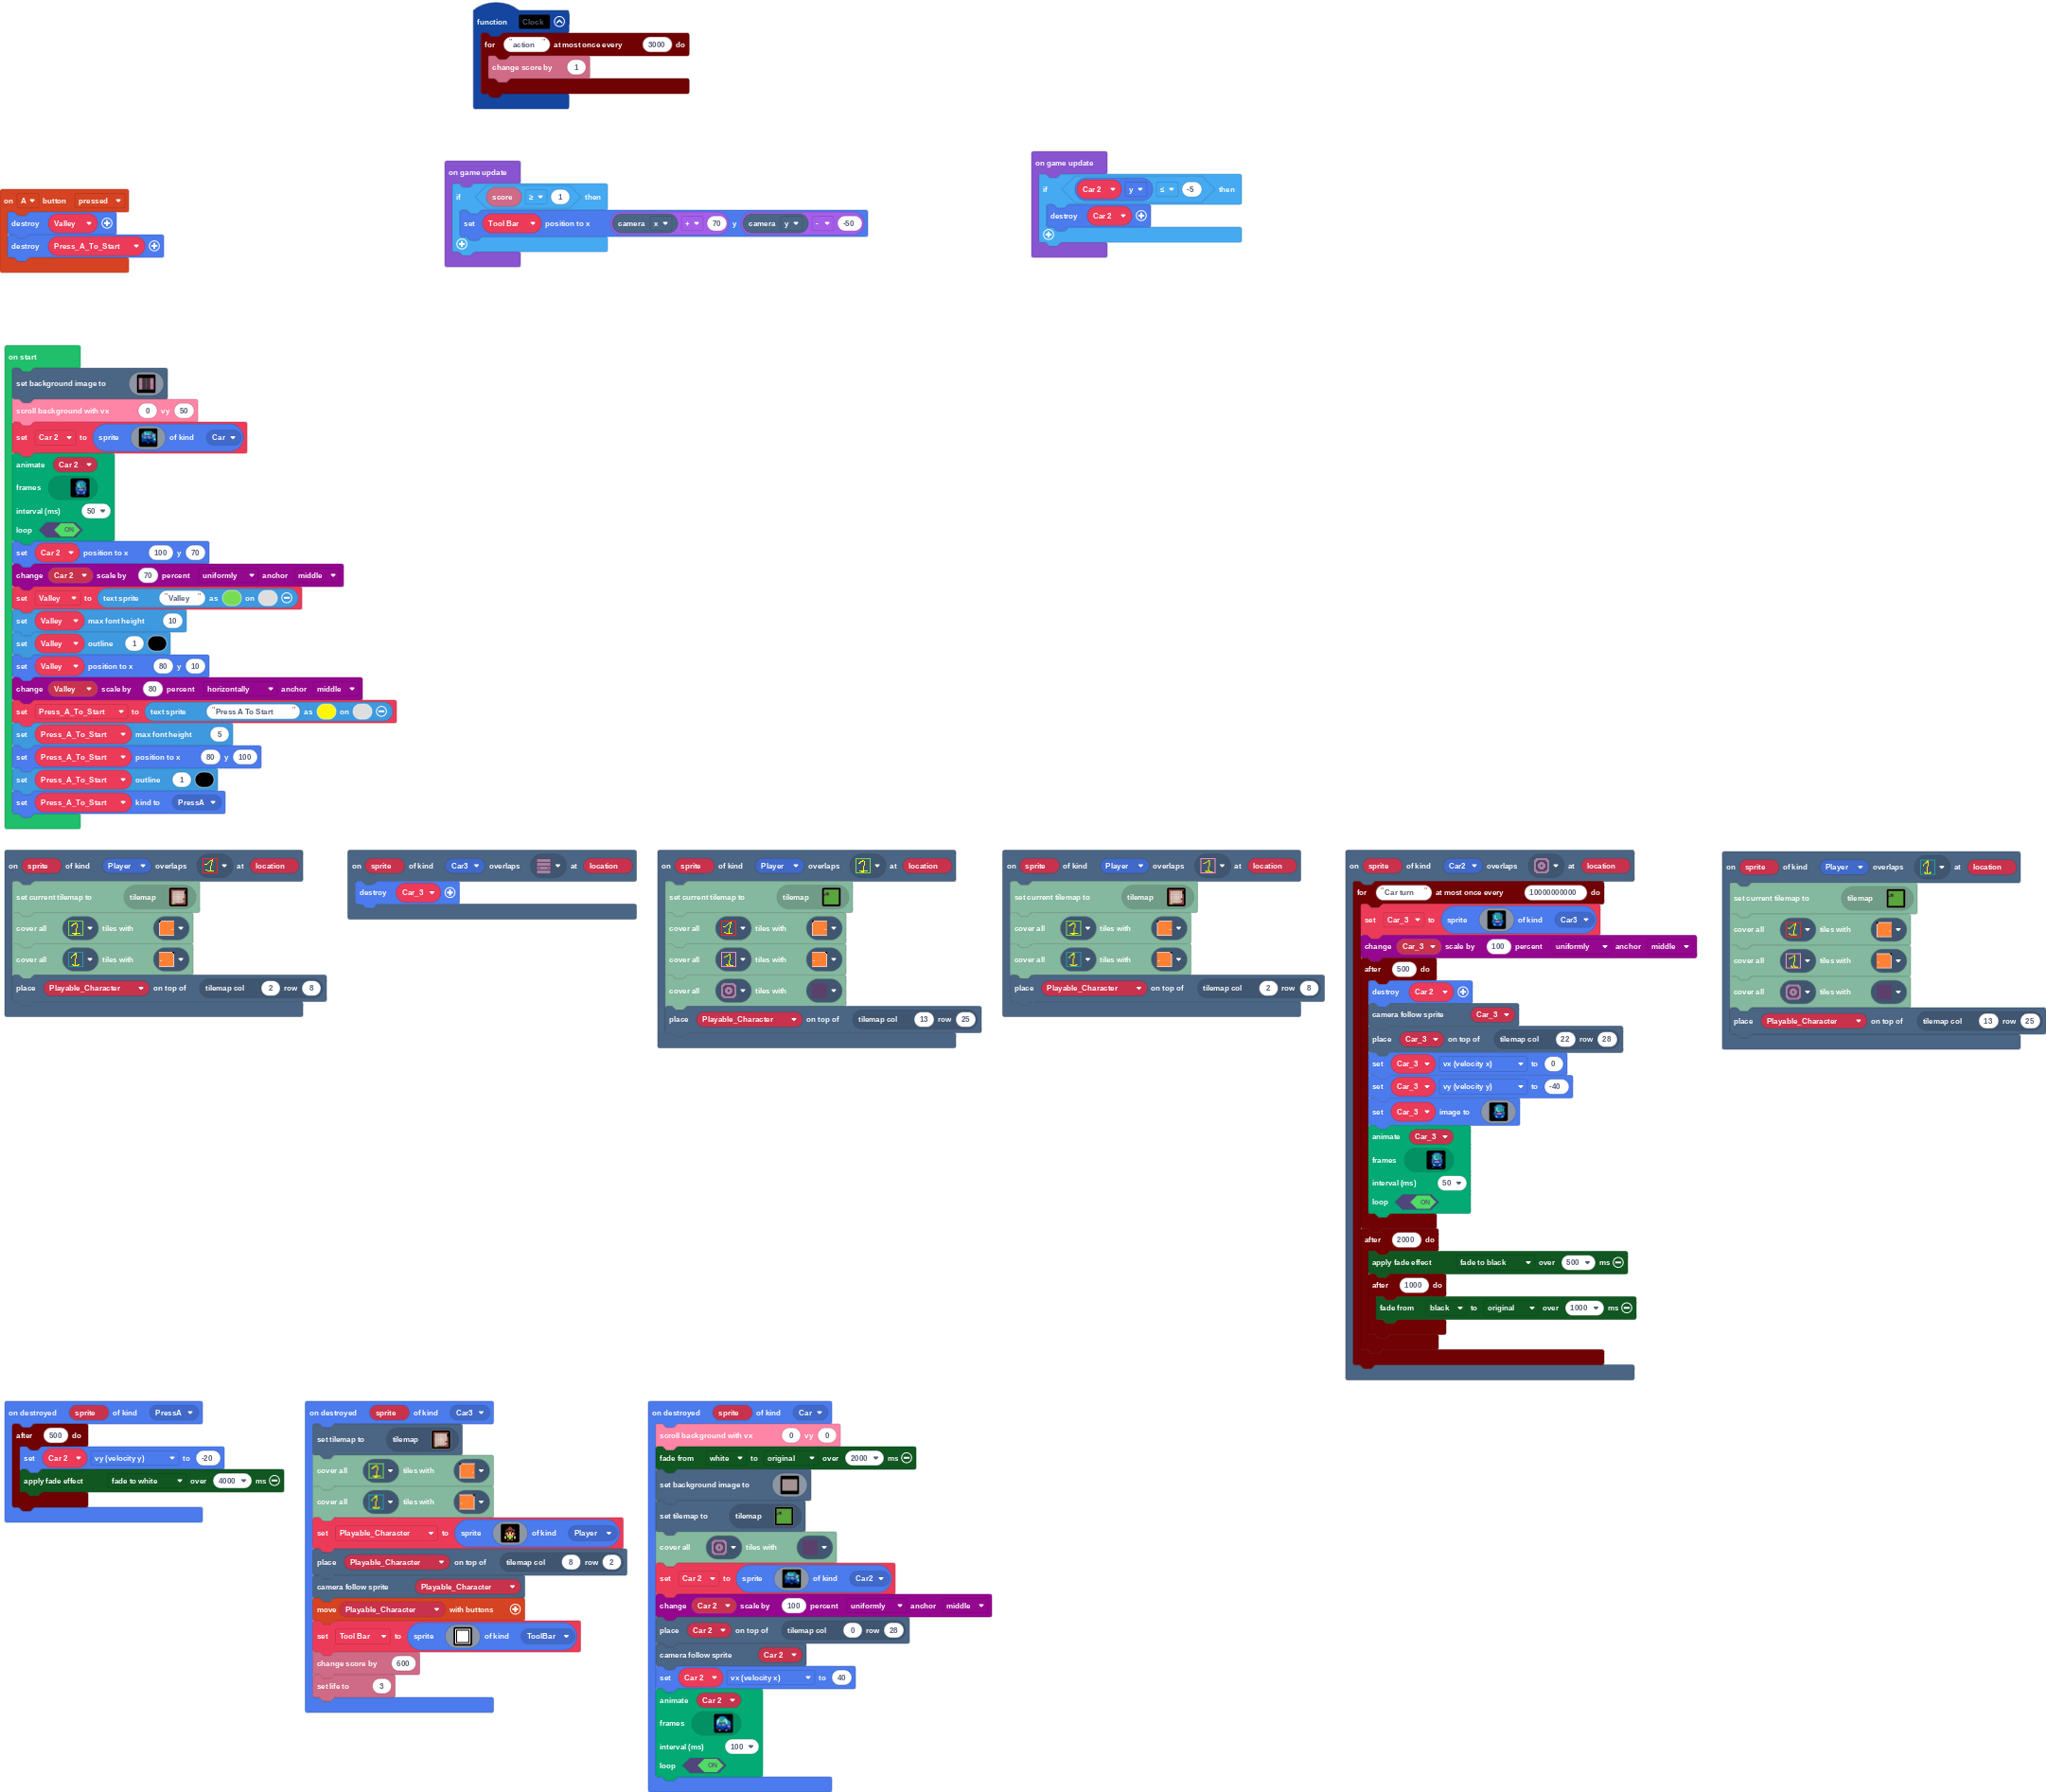 function Clock
for "action" at most once every 3000 do
change score by 1
on A button pressed
destroy Valley
destroy Press_A_To_Start
on game update
if score ≥ 1 then
set Tool Bar position to x camera x + 70 y camera y - -50
on game update
if Car 2 y ≤ -5 then
destroy Car 2
on start
set background image to
scroll background with vx 0 vy 50
set Car 2 to sprite of kind Car
animate Car 2
frames
interval (ms) 50
loop ON
set Car 2 position to x 100 y 70
change Car 2 scale by 70 percent uniformly anchor middle
set Valley to text sprite "Valley" as on
set Valley max font height 10
set Valley outline 1
set Valley position to x 80 y 10
change Valley scale by 80 percent horizontally anchor middle
set Press_A_To_Start to text sprite "Press A To Start" as on
set Press_A_To_Start max font height 5
set Press_A_To_Start position to x 80 y 100
set Press_A_To_Start outline 1
set Press_A_To_Start kind to PressA
on sprite of kind Player overlaps 1 at location
set current tilemap to tilemap
cover all 1 tiles with
cover all 1 tiles with
place Playable_Character on top of tilemap col 2 row 8
on sprite of kind Car3 overlaps at location
destroy Car_3
on sprite of kind Player overlaps 1 at location
set current tilemap to tilemap
cover all 1 tiles with
cover all 1 tiles with
cover all tiles with
place Playable_Character on top of tilemap col 13 row 25
on sprite of kind Player overlaps 1 at location
set current tilemap to tilemap
cover all 1 tiles with
cover all 1 tiles with
place Playable_Character on top of tilemap col 2 row 8
on sprite of kind Car2 overlaps at location
for "Car turn" at most once every 10000000000 do
set Car_3 to sprite of kind Car3
change Car_3 scale by 100 percent uniformly anchor middle
after 500 do
destroy Car 2
camera follow sprite Car_3
place Car_3 on top of tilemap col 22 row 28
set Car_3 vx (velocity x) to 0
set Car_3 vy (velocity y) to -40
set Car_3 image to
animate Car_3
frames
interval (ms) 50
loop ON
after 2000 do
apply fade effect fade to black over 500 ms
after 1000 do
fade from black to original over 1000 ms
on sprite of kind Player overlaps 1 at location
set current tilemap to tilemap
cover all 1 tiles with
cover all 1 tiles with
cover all tiles with
place Playable_Character on top of tilemap col 13 row 25
on destroyed sprite of kind PressA
after 500 do
set Car 2 vy (velocity y) to -20
apply fade effect fade to white over 4000 ms
on destroyed sprite of kind Car3
set tilemap to tilemap
cover all 1 tiles with
cover all 1 tiles with
set Playable_Character to sprite of kind Player
place Playable_Character on top of tilemap col 8 row 2
camera follow sprite Playable_Character
move Playable_Character with buttons
set Tool Bar to sprite of kind ToolBar
change score by 600
set life to 3
on destroyed sprite of kind Car
scroll background with vx 0 vy 0
fade from white to original over 2000 ms
set background image to
set tilemap to tilemap
cover all tiles with
set Car 2 to sprite of kind Car2
change Car 2 scale by 100 percent uniformly anchor middle
place Car 2 on top of tilemap col 0 row 28
camera follow sprite Car 2
set Car 2 vx (velocity x) to 40
animate Car 2
frames
interval (ms) 100
loop ON